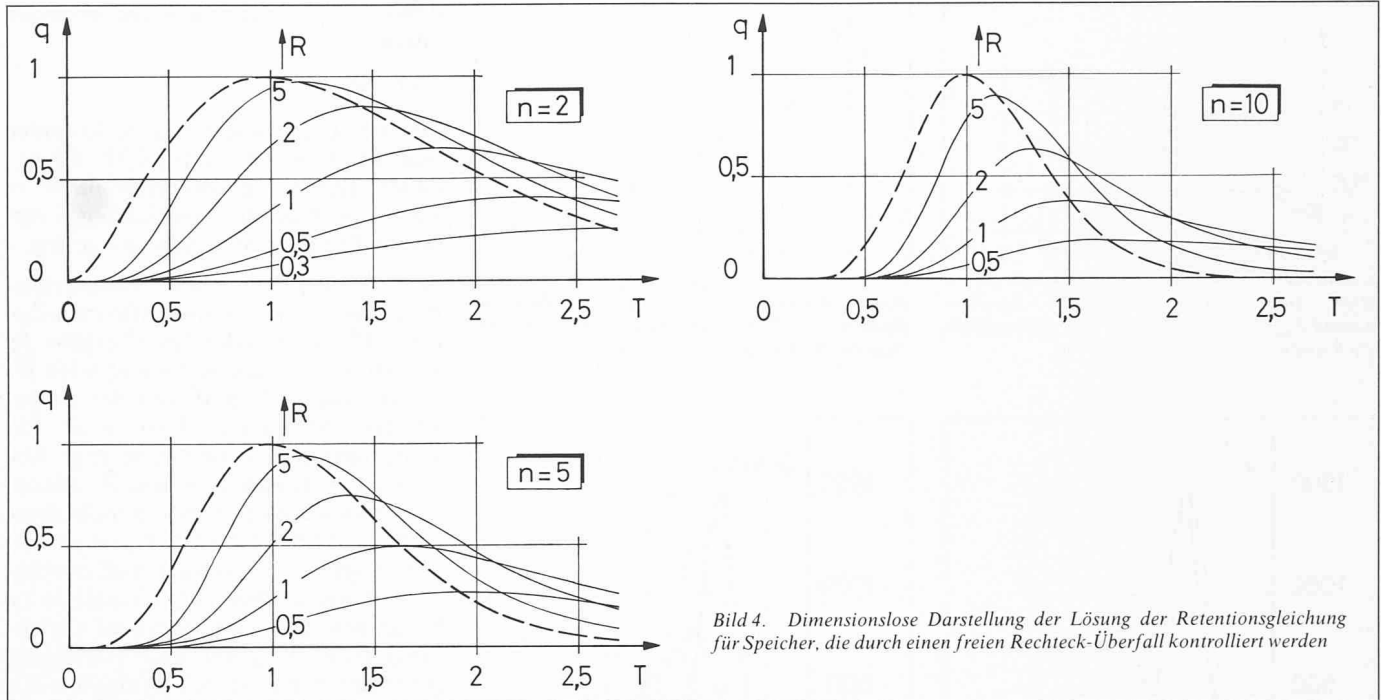 q
R
1
5
n=2
2
0,5
1
0,5
0,3
0
0
0,5
1
1,5
2
2,5
T
q
R
1
5
n=10
0,5
2
1
0,5
0
0
0,5
1
1,5
2
2,5
T
q
R
1
5
n=5
0,5
2
1
0,5
0
0
0,5
1
1,5
2
2,5
T
Bild 4. Dimensionslose Darstellung der Lösung der Retentionsgleichung
für Speicher, die durch einen freien Rechteck-Überfall kontrolliert werden